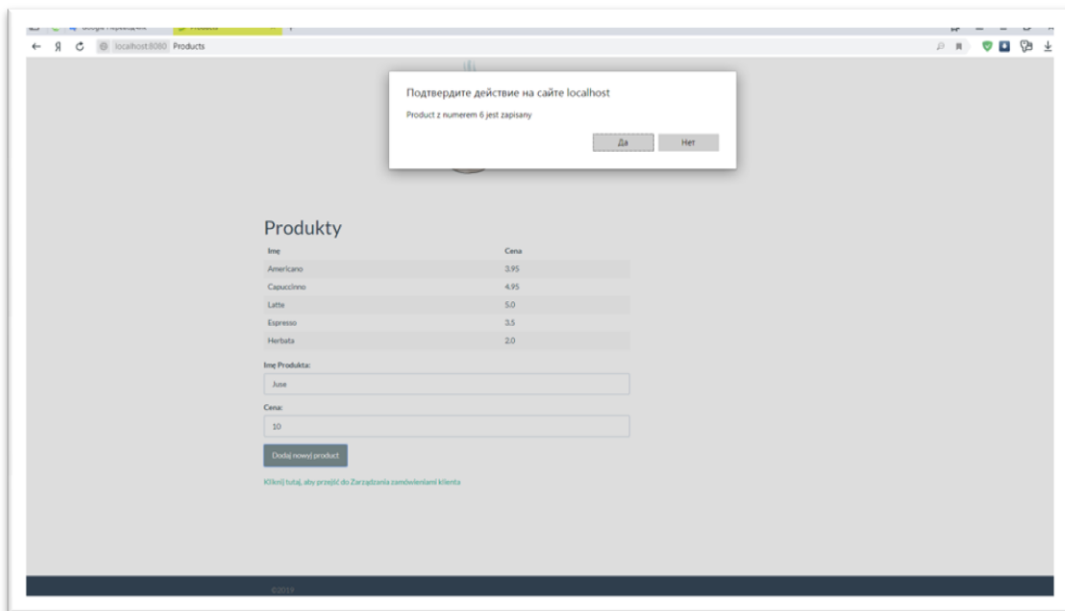 Products
Я localhost:8080 Products
Подтвердите действие на сайте localhost
Product z numerem 6 jest zapisany
Да Нет
Produkty
Imę Cena
Americano 3.95
Capuccinno 4.95
Latte 5.0
Espresso 3.5
Herbata 2.0
Imę Produkta:
Juse
Cena:
10
Dodaj nowyj product
Kliknij tutaj, aby przejść do Zarządzania zamówieniami klienta
©2019